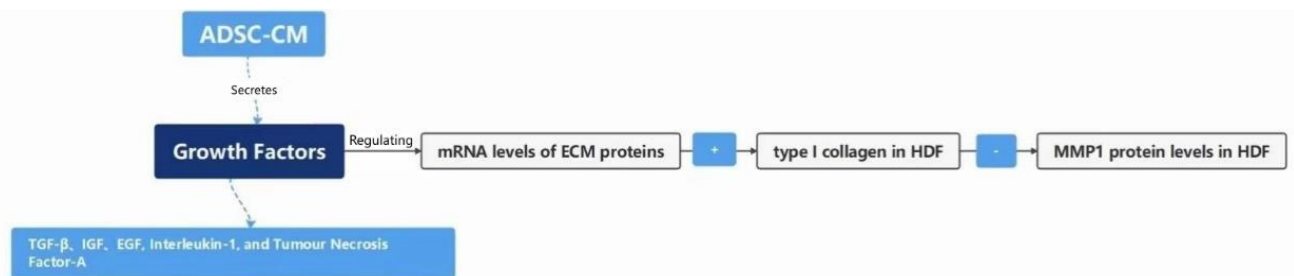 ADSC-CM
Secretes
Growth Factors
Regulating
mRNA levels of ECM proteins
+
type I collagen in HDF
-
MMP1 protein levels in HDF
TGF-β、IGF、EGF, Interleukin-1, and Tumour Necrosis
Factor-A